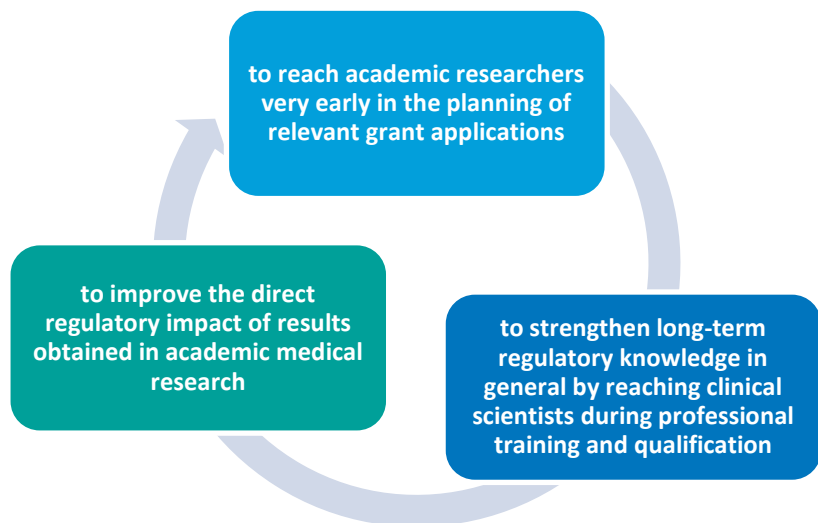 to reach academic researchers
very early in the planning of
relevant grant applications
to strengthen long-term
regulatory knowledge in
general by reaching clinical
scientists during professional
training and qualification
to improve the direct
regulatory impact of results
obtained in academic medical
research